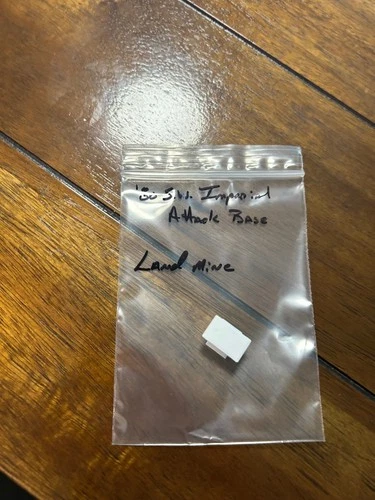 '80 S.W. Imperial
Attack Base
Land Mine